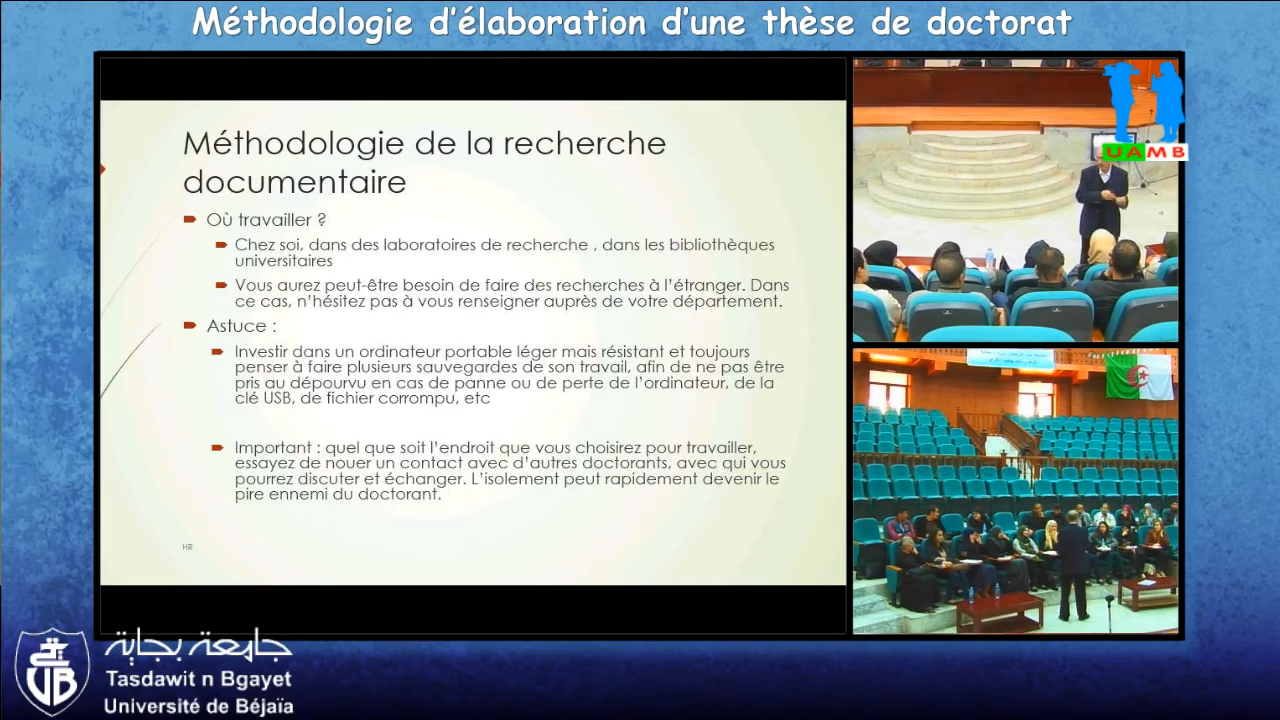 Méthodologie d'élaboration d'une thèse de doctorat
Méthodologie de la recherche
documentaire
Où travailler ?
Chez soi, dans des laboratoires de recherche , dans les bibliothèques
universitaires
Vous aurez peut-être besoin de faire des recherches à l'étranger. Dans
ce cas, n'hésitez pas à vous renseigner auprès de votre département.
Astuce :
Investir dans un ordinateur portable léger mais résistant et toujours
penser à faire plusieurs sauvegardes de son travail, afin de ne pas être
pris au dépourvu en cas de panne ou de perte de l'ordinateur, de la
clé USB, de fichier corrompu, etc
Important : quel que soit l'endroit que vous choisirez pour travailler,
essayez de nouer un contact avec d'autres doctorants, avec qui vous
pourrez discuter et échanger. L'isolement peut rapidement devenir le
pire ennemi du doctorant.
HR
UAMB
جامعة بجاية
Tasdawit n Bgayet
Université de Béjaïa